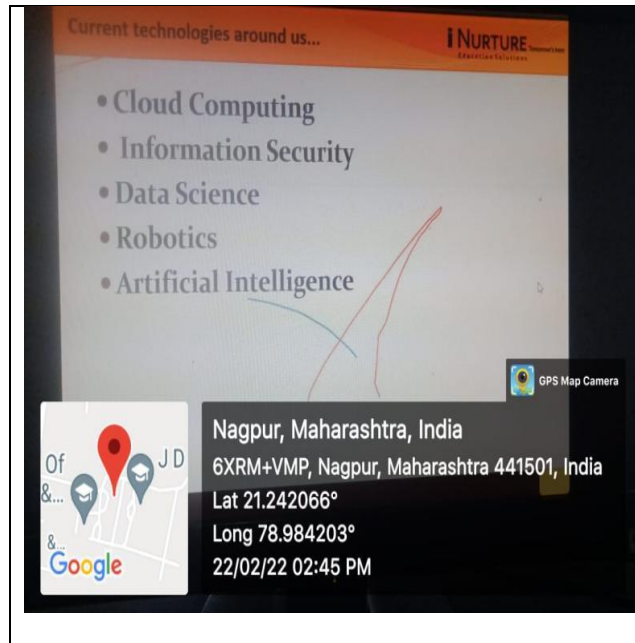 Current technologies around us...
i NURTURE
Education Solutions
• Cloud Computing
• Information Security
• Data Science
• Robotics
• Artificial Intelligence
GPS Map Camera
Nagpur, Maharashtra, India
6XRM+VMP, Nagpur, Maharashtra 441501, India
Lat 21.242066°
Long 78.984203°
22/02/22 02:45 PM
Of
&...
J D
&...
Google